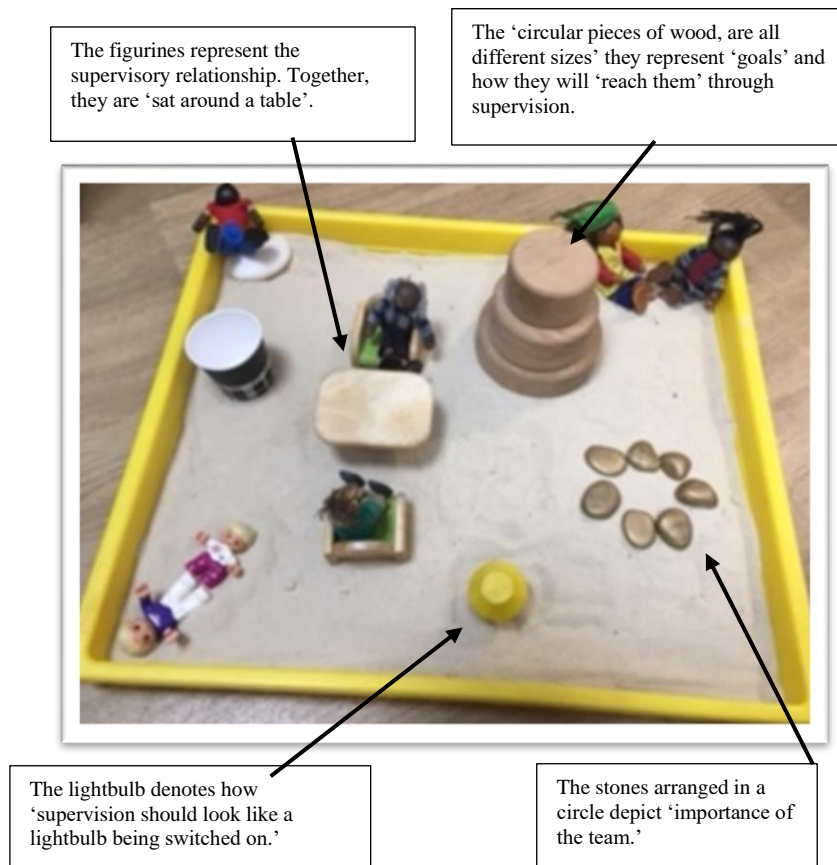 The figurines represent the
supervisory relationship. Together,
they are ‘sat around a table’.
The ‘circular pieces of wood, are all
different sizes’ they represent ‘goals’ and
how they will ‘reach them’ through
supervision.
The lightbulb denotes how
‘supervision should look like a
lightbulb being switched on.’
The stones arranged in a
circle depict ‘importance of
the team.’